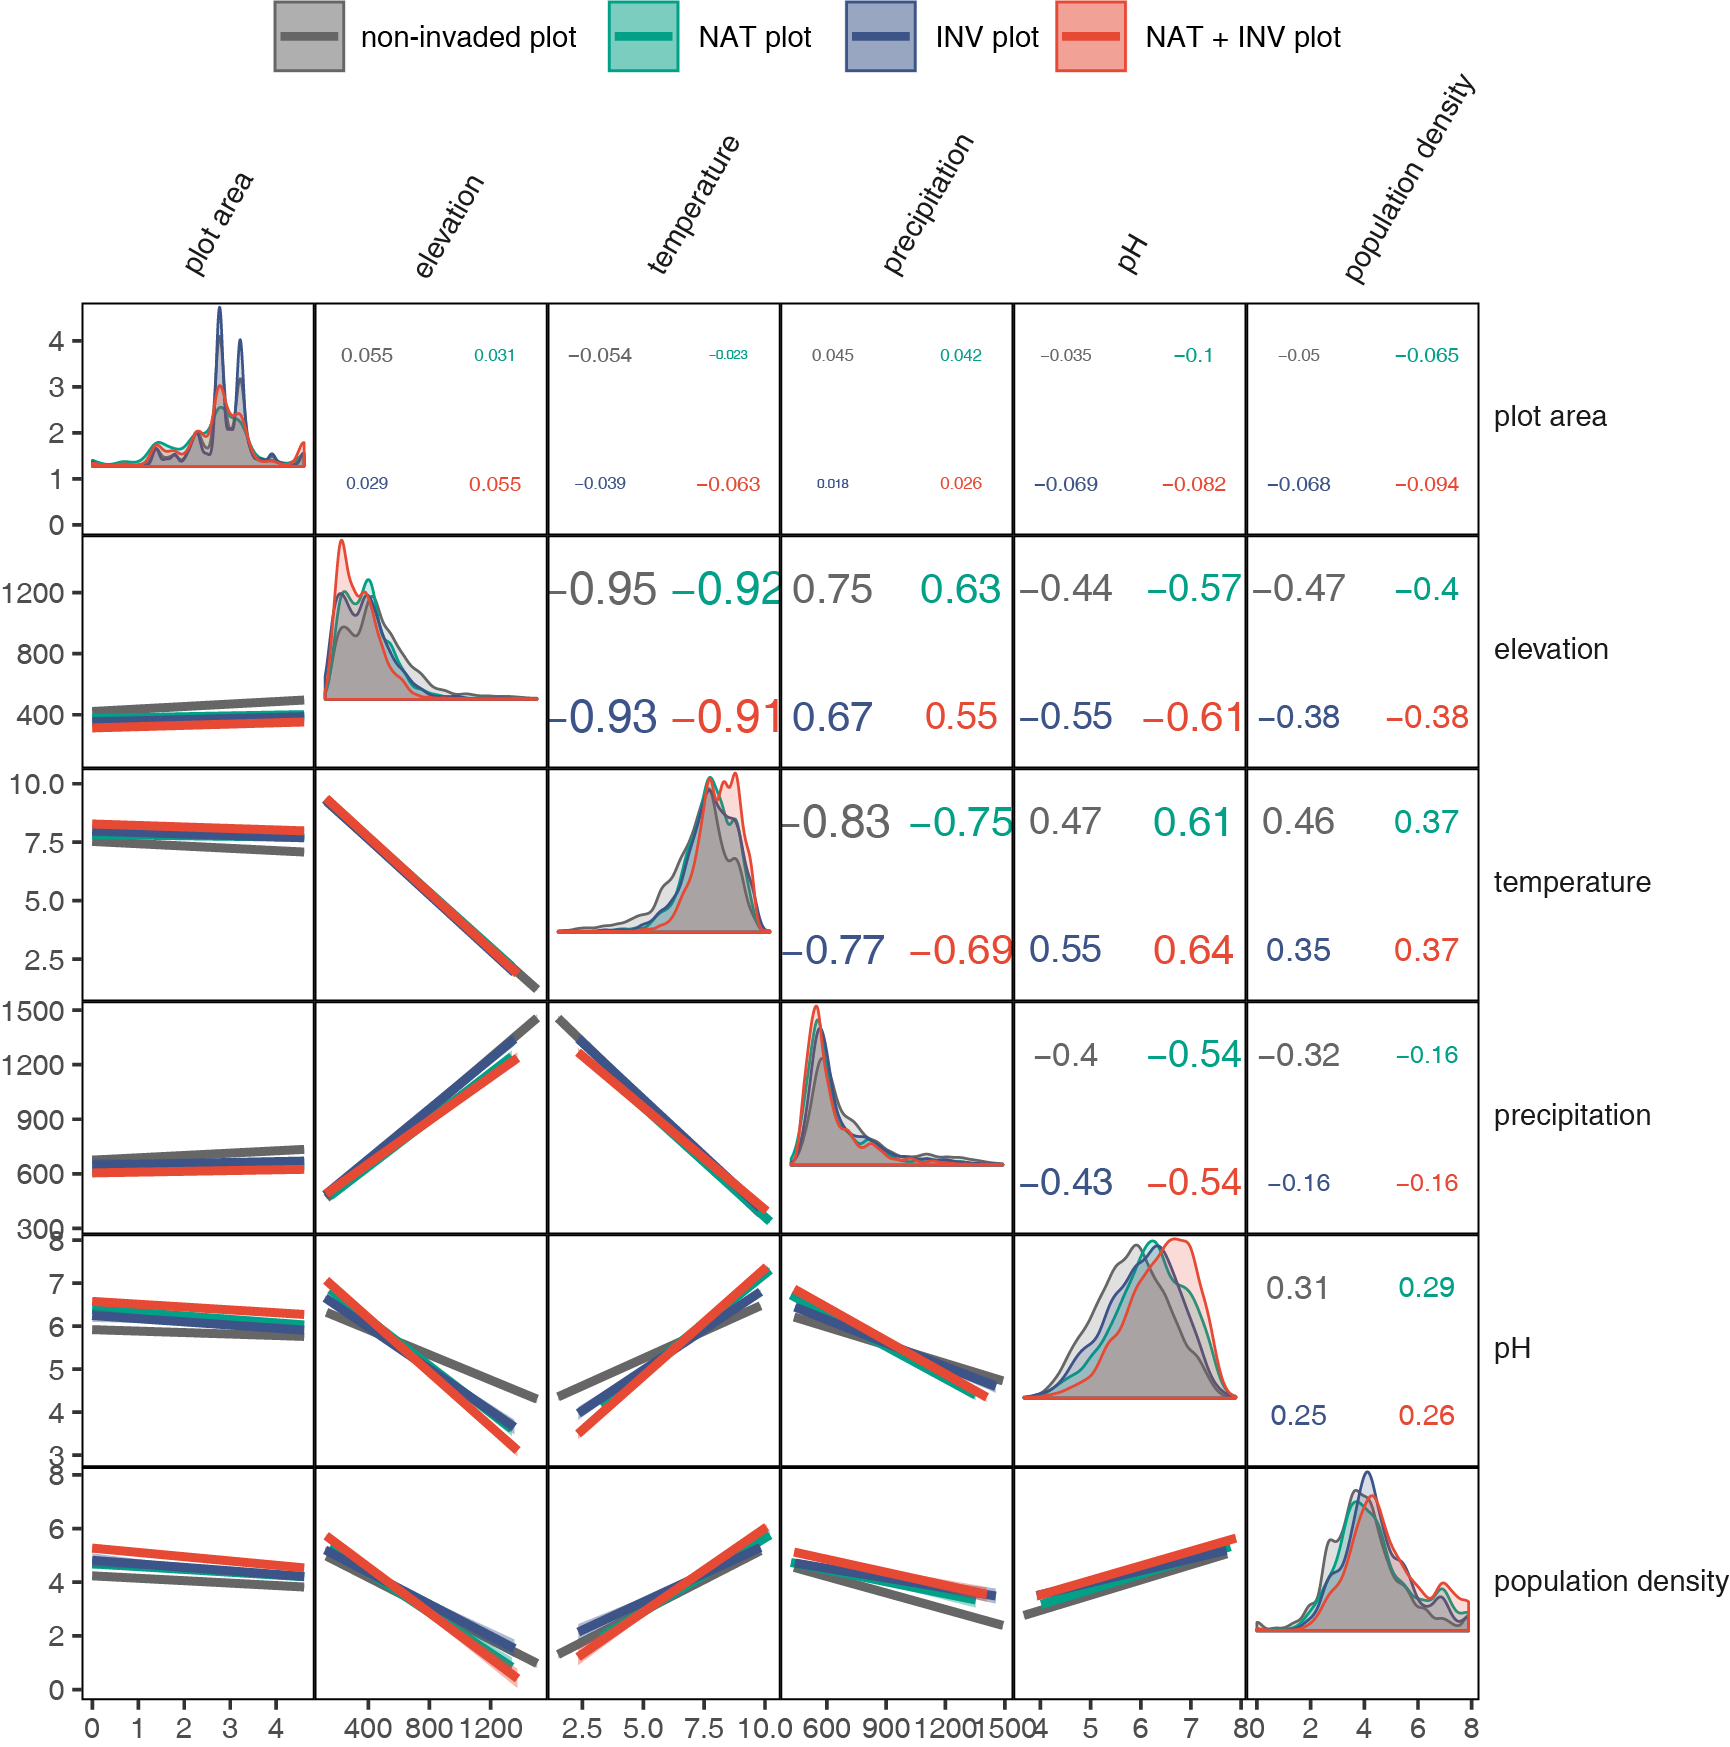 non-invaded plot NAT plot INV plot NAT + INV plot
plot area elevation temperature precipitation pH population density
4
3
2
1
0
0.055 0.031 −0.054 −0.023 0.045 0.042 −0.035 −0.1 −0.05 −0.065
0.029 0.055 −0.039 −0.063 0.018 0.026 −0.069 −0.082 −0.068 −0.094
plot area
1200
800
400
−0.95 −0.92 0.75 0.63 −0.44 −0.57 −0.47 −0.4
−0.93 −0.91 0.67 0.55 −0.55 −0.61 −0.38 −0.38
elevation
10.0
7.5
5.0
2.5
−0.83 −0.75 0.47 0.61 0.46 0.37
−0.77 −0.69 0.55 0.64 0.35 0.37
temperature
1500
1200
900
600
300
−0.4 −0.54 −0.32 −0.16
−0.43 −0.54 −0.16 −0.16
precipitation
8
7
6
5
4
3
0.31 0.29
0.25 0.26
pH
8
6
4
2
0
population density
0 1 2 3 4 400 800 1200 2.5 5.0 7.5 10.0 600 900 1200 1500 4 5 6 7 8 0 2 4 6 8